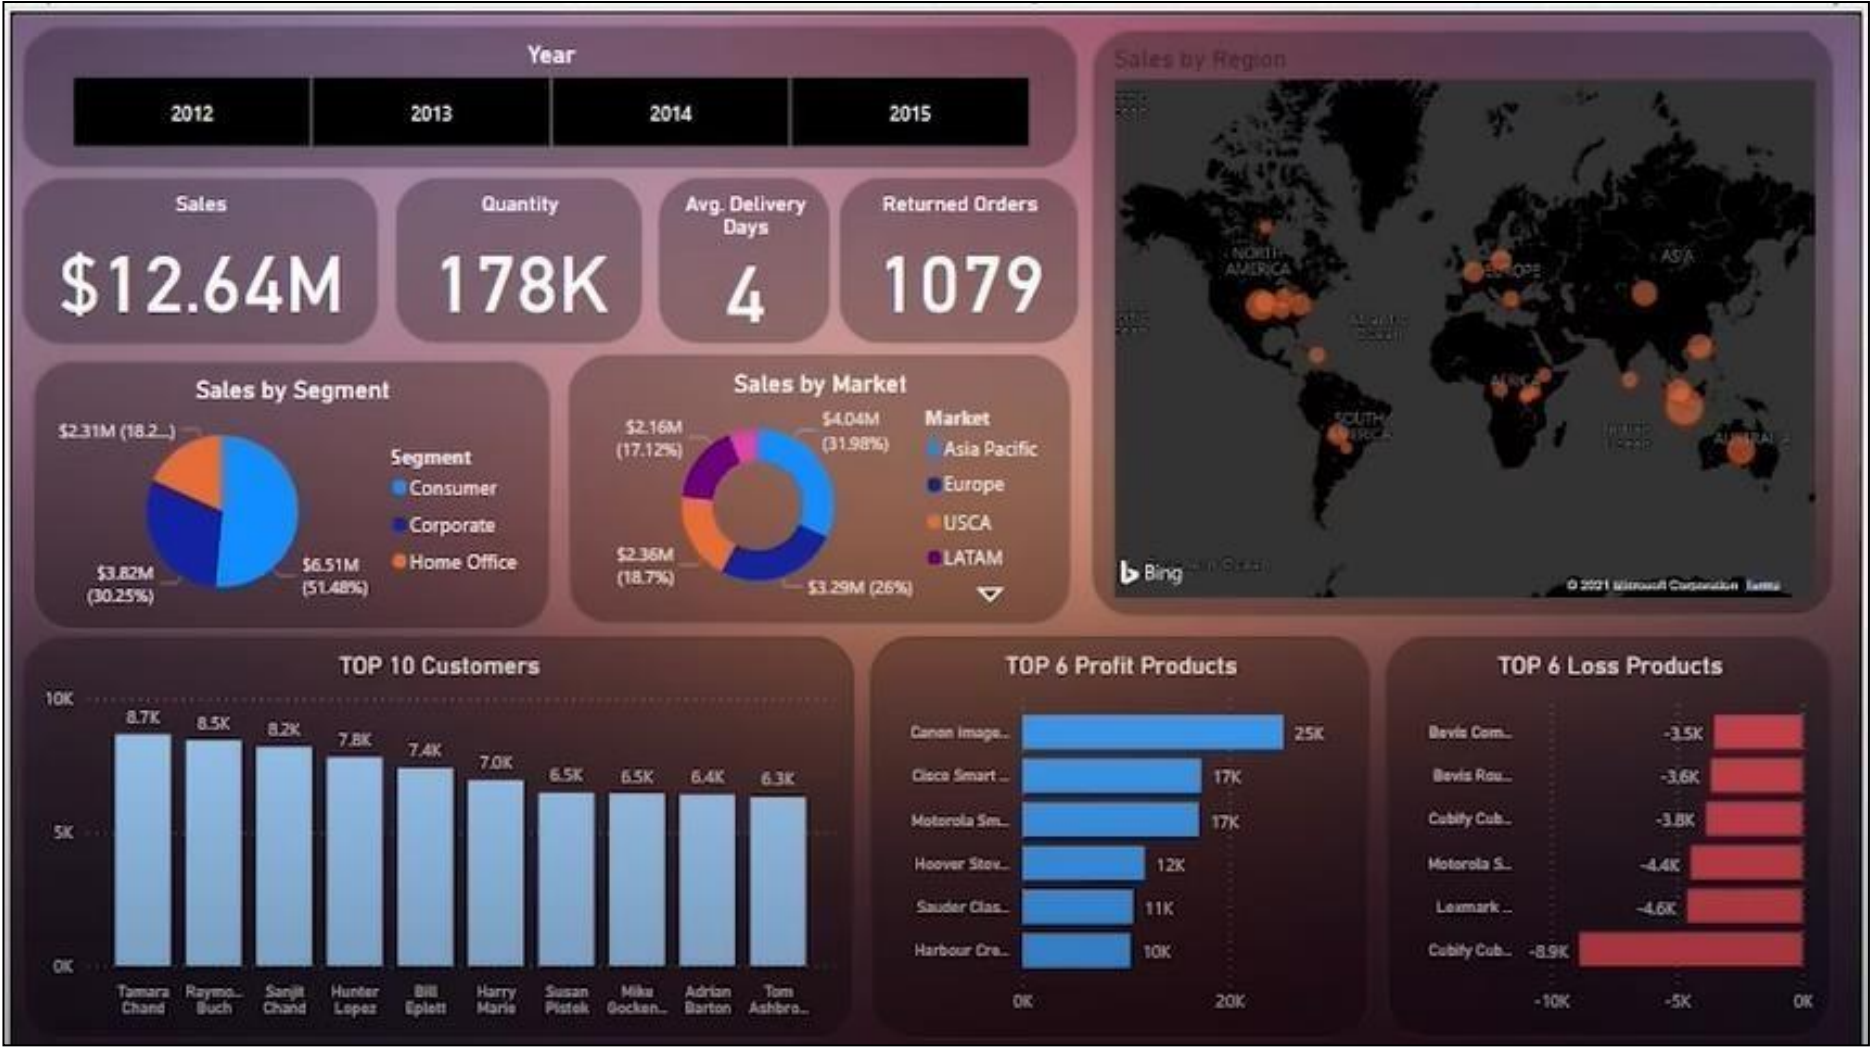 Year
2012
2013
2014
2015
Sales
$12.64M
Quantity
178K
Avg. Delivery
Days
4
Returned Orders
1079
Sales by Region
NORTH
AMERICA
EUROPE
ASIA
Atlantic
Ocean
AFRICA
SOUTH
AMERICA
Indian
Ocean
AUSTRALIA
Bing
© 2021 Microsoft Corporation Terms
Sales by Segment
$2.31M (18.2...)
$3.82M
(30.25%)
$6.51M
(51.48%)
Segment
Consumer
Corporate
Home Office
Sales by Market
$2.16M
(17.12%)
$4.04M
(31.98%)
$2.36M
(18.7%)
$3.29M (26%)
Market
Asia Pacific
Europe
USCA
LATAM
TOP 10 Customers
10K
5K
0K
8.7K
8.5K
8.2K
7.8K
7.4K
7.0K
6.5K
6.5K
6.4K
6.3K
Tamara
Chand
Raymo...
Buch
Sanjit
Chand
Hunter
Lopez
Bill
Eplett
Harry
Marie
Susan
Pistek
Mike
Gocken...
Adrian
Barton
Tom
Ashbro...
TOP 6 Profit Products
Canon Image...
25K
Cisco Smart ...
17K
Motorola Sm...
17K
Hoover Stov...
12K
Sauder Clas...
11K
Harbour Cre...
10K
0K
20K
TOP 6 Loss Products
Bevis Com...
-3.5K
Bevis Rou...
-3.6K
Cubify Cub...
-3.8K
Motorola S...
-4.4K
Lexmark ...
-4.6K
Cubify Cub...
-8.9K
-10K
-5K
0K